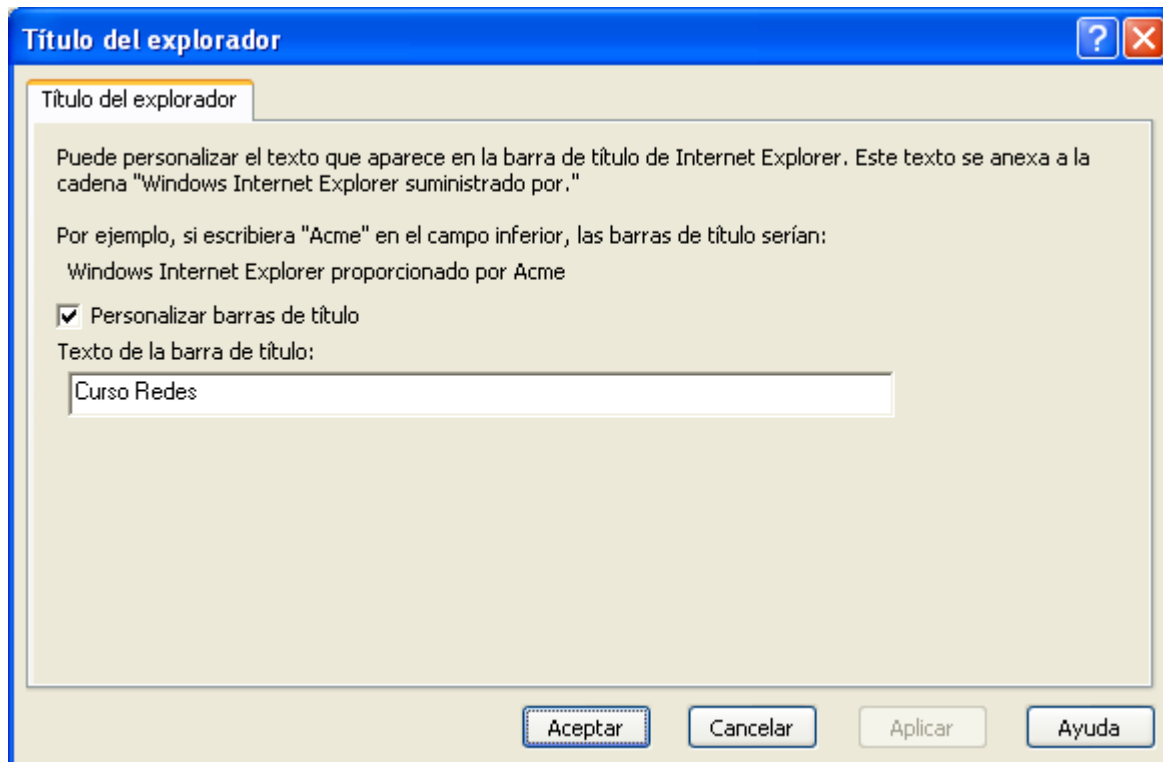 Título del explorador
Título del explorador
Puede personalizar el texto que aparece en la barra de título de Internet Explorer. Este texto se anexa a la
cadena "Windows Internet Explorer suministrado por."
Por ejemplo, si escribiera "Acme" en el campo inferior, las barras de título serían:
Windows Internet Explorer proporcionado por Acme
Personalizar barras de título
Texto de la barra de título:
Curso Redes
Aceptar Cancelar Aplicar Ayuda